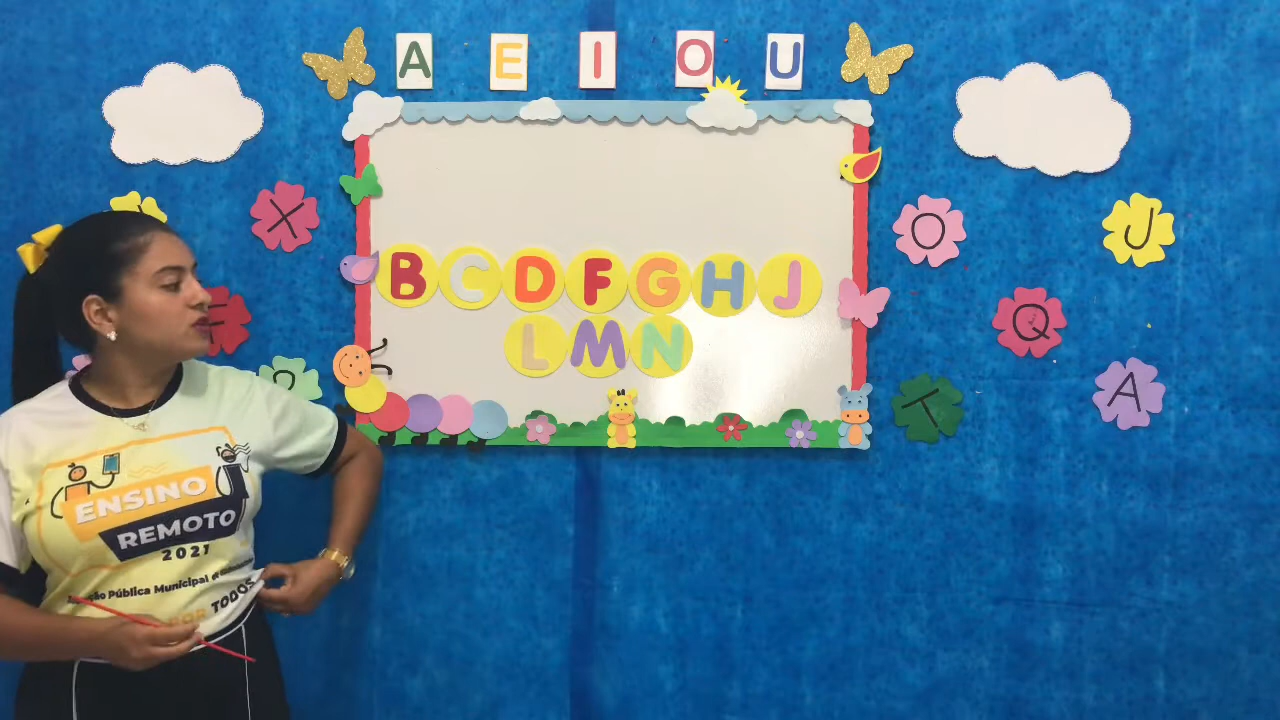 A E I O U
X
O
J
B C D F G H J
F
Q
L M N
T
A
ENSINO
REMOTO
2021
Pública Municipal
TODOS